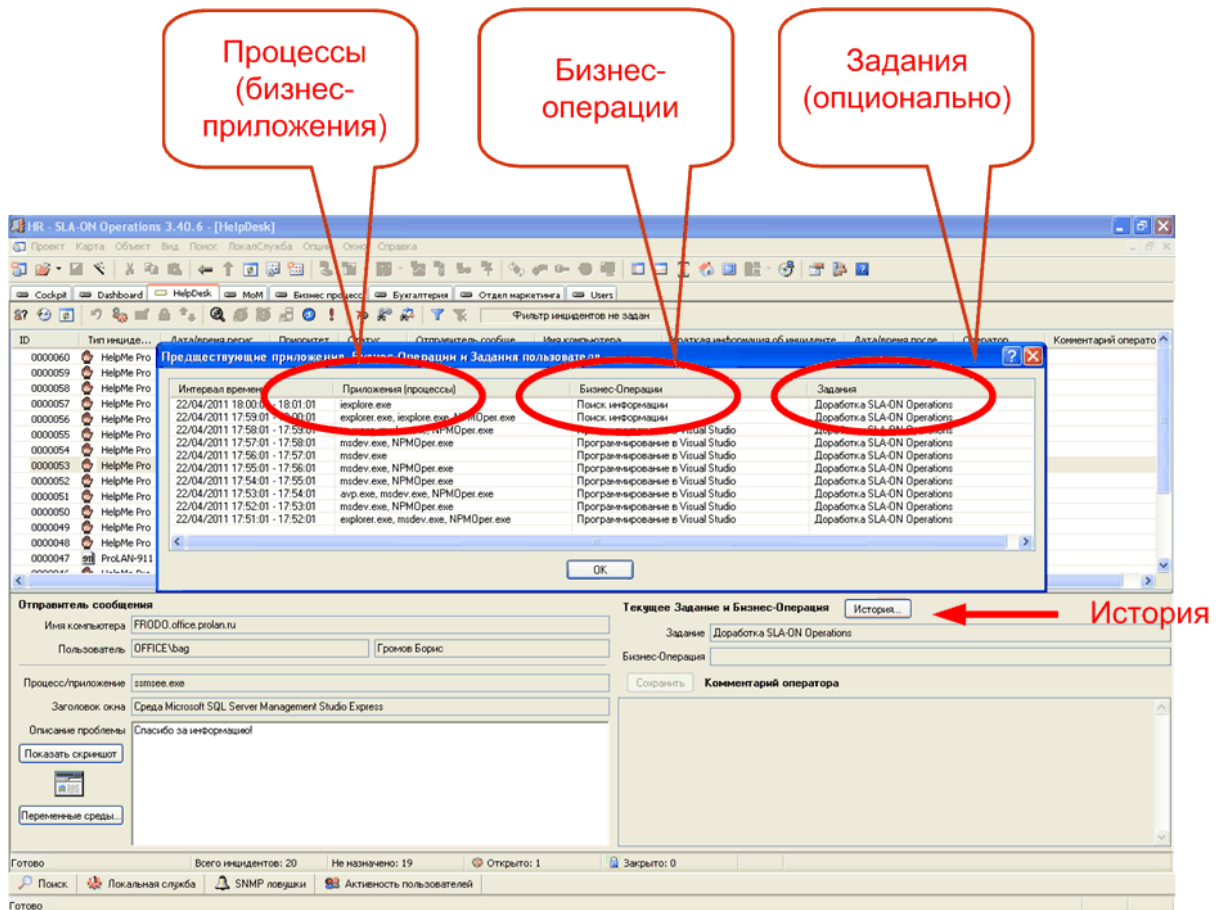 Процессы
(бизнес-
приложения)
Бизнес-
операции
Задания
(опционально)
HR - SLA-ON Operations 3.40.6 - [HelpDesk]
Проект Карта Объект Вид Поиск ЛокалСлужба Опции Окно Справка
Cockpit Dashboard HelpDesk MoM Бизнес процесс Бухгалтерия Отдел маркетинга Users
Фильтр инцидентов не задан
ID Тип инциде... Дата/время регис Приоритет Статус Отправитель сообще Имя компьютера Краткая информация об инциденте Дата/время после Оператор Комментарий операто
0000060 HelpMe Pro
0000059 HelpMe Pro
0000058 HelpMe Pro
0000057 HelpMe Pro
0000056 HelpMe Pro
0000055 HelpMe Pro
0000054 HelpMe Pro
0000053 HelpMe Pro
0000052 HelpMe Pro
0000051 HelpMe Pro
0000050 HelpMe Pro
0000049 HelpMe Pro
0000048 HelpMe Pro
0000047 911 ProLAN-911
Предшествующие приложения, Бизнес-Операции и Задания пользователя
Интервал времени Приложения (процессы) Бизнес-Операции Задания
22/04/2011 18:00:01 - 18:01:01 iexplore.exe Поиск информации Доработка SLA-ON Operations
22/04/2011 17:59:01 - 18:00:01 explorer.exe, iexplore.exe, NPMOper.exe Поиск информации Доработка SLA-ON Operations
22/04/2011 17:58:01 - 17:59:01 Программирование в Visual Studio Доработка SLA-ON Operations
22/04/2011 17:57:01 - 17:58:01 msdev.exe, NPMOper.exe Программирование в Visual Studio Доработка SLA-ON Operations
22/04/2011 17:56:01 - 17:57:01 msdev.exe Программирование в Visual Studio Доработка SLA-ON Operations
22/04/2011 17:55:01 - 17:56:01 msdev.exe, NPMOper.exe Программирование в Visual Studio Доработка SLA-ON Operations
22/04/2011 17:54:01 - 17:55:01 msdev.exe, NPMOper.exe Программирование в Visual Studio Доработка SLA-ON Operations
22/04/2011 17:53:01 - 17:54:01 avp.exe, msdev.exe, NPMOper.exe Программирование в Visual Studio Доработка SLA-ON Operations
22/04/2011 17:52:01 - 17:53:01 msdev.exe, NPMOper.exe Программирование в Visual Studio Доработка SLA-ON Operations
22/04/2011 17:51:01 - 17:52:01 explorer.exe, msdev.exe, NPMOper.exe Программирование в Visual Studio Доработка SLA-ON Operations
OK
Отправитель сообщения
Имя компьютера FRODO.office.prolan.ru
Пользователь OFFICE\bag Громов Борис
Процесс/приложение ssmsee.exe
Заголовок окна Среда Microsoft SQL Server Management Studio Express
Описание проблемы Спасибо за информацию!
Показать скриншот
Переменные среды...
Текущее Задание и Бизнес-Операция История...
История
Задание Доработка SLA-ON Operations
Бизнес-Операция
Сохранить Комментарий оператора
Готово Всего инцидентов: 20 Не назначено: 19 Открыто: 1 Закрыто: 0
Поиск Локальная служба SNMP ловушки Активность пользователей
Готово